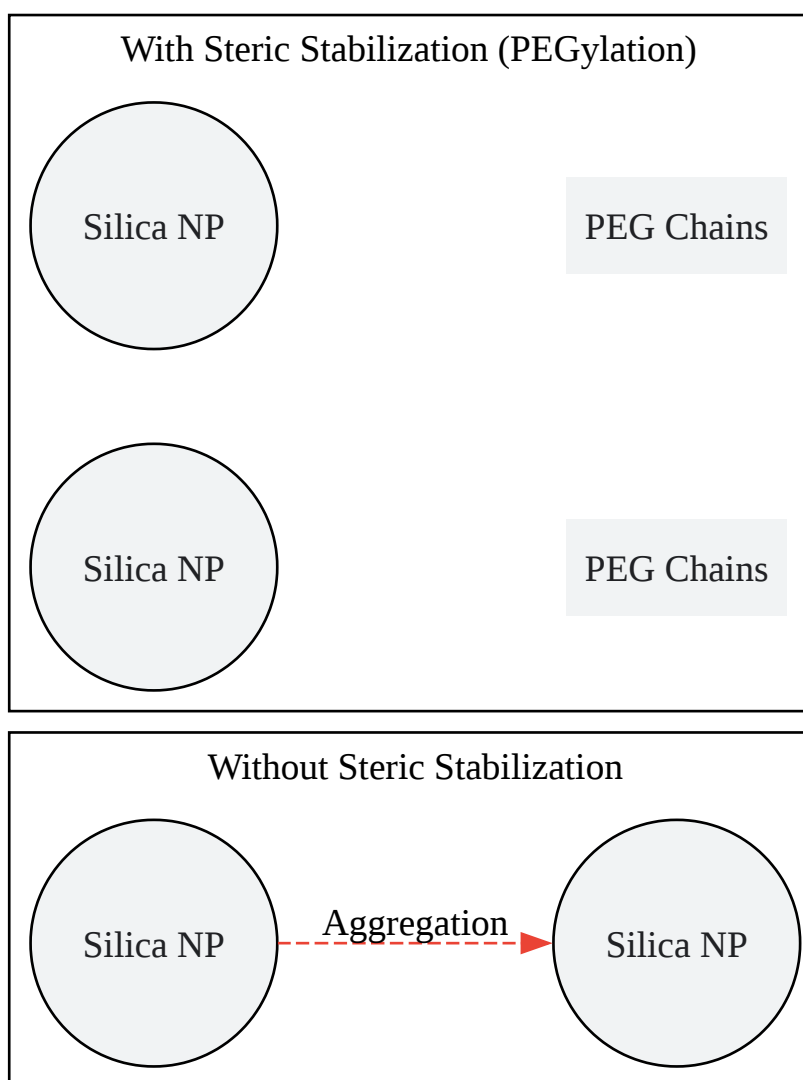 With Steric Stabilization (PEGylation)
Silica NP
PEG Chains
Silica NP
PEG Chains
Without Steric Stabilization
Silica NP
Aggregation
Silica NP